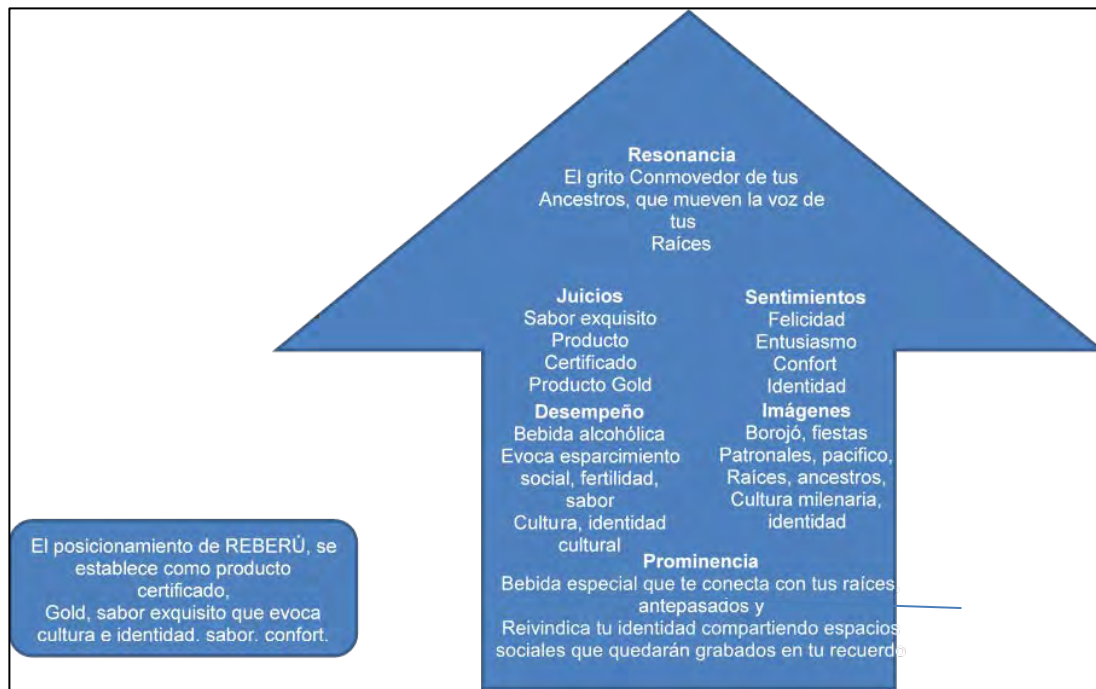 Resonancia
El grito Conmovedor de tus
Ancestros, que mueven la voz de
tus
Raíces
Juicios
Sabor exquisito
Producto
Certificado
Producto Gold
Sentimientos
Felicidad
Entusiasmo
Confort
Identidad
Desempeño
Bebida alcohólica
Evoca esparcimiento
social, fertilidad,
sabor
Cultura, identidad
cultural
Imágenes
Borojó, fiestas
Patronales, pacifico,
Raíces, ancestros,
Cultura milenaria,
identidad
Prominencia
Bebida especial que te conecta con tus raíces,
antepasados y
Reivindica tu identidad compartiendo espacios
sociales que quedarán grabados en tu recuerdo
El posicionamiento de REBERÚ, se
establece como producto
certificado,
Gold, sabor exquisito que evoca
cultura e identidad. sabor. confort.